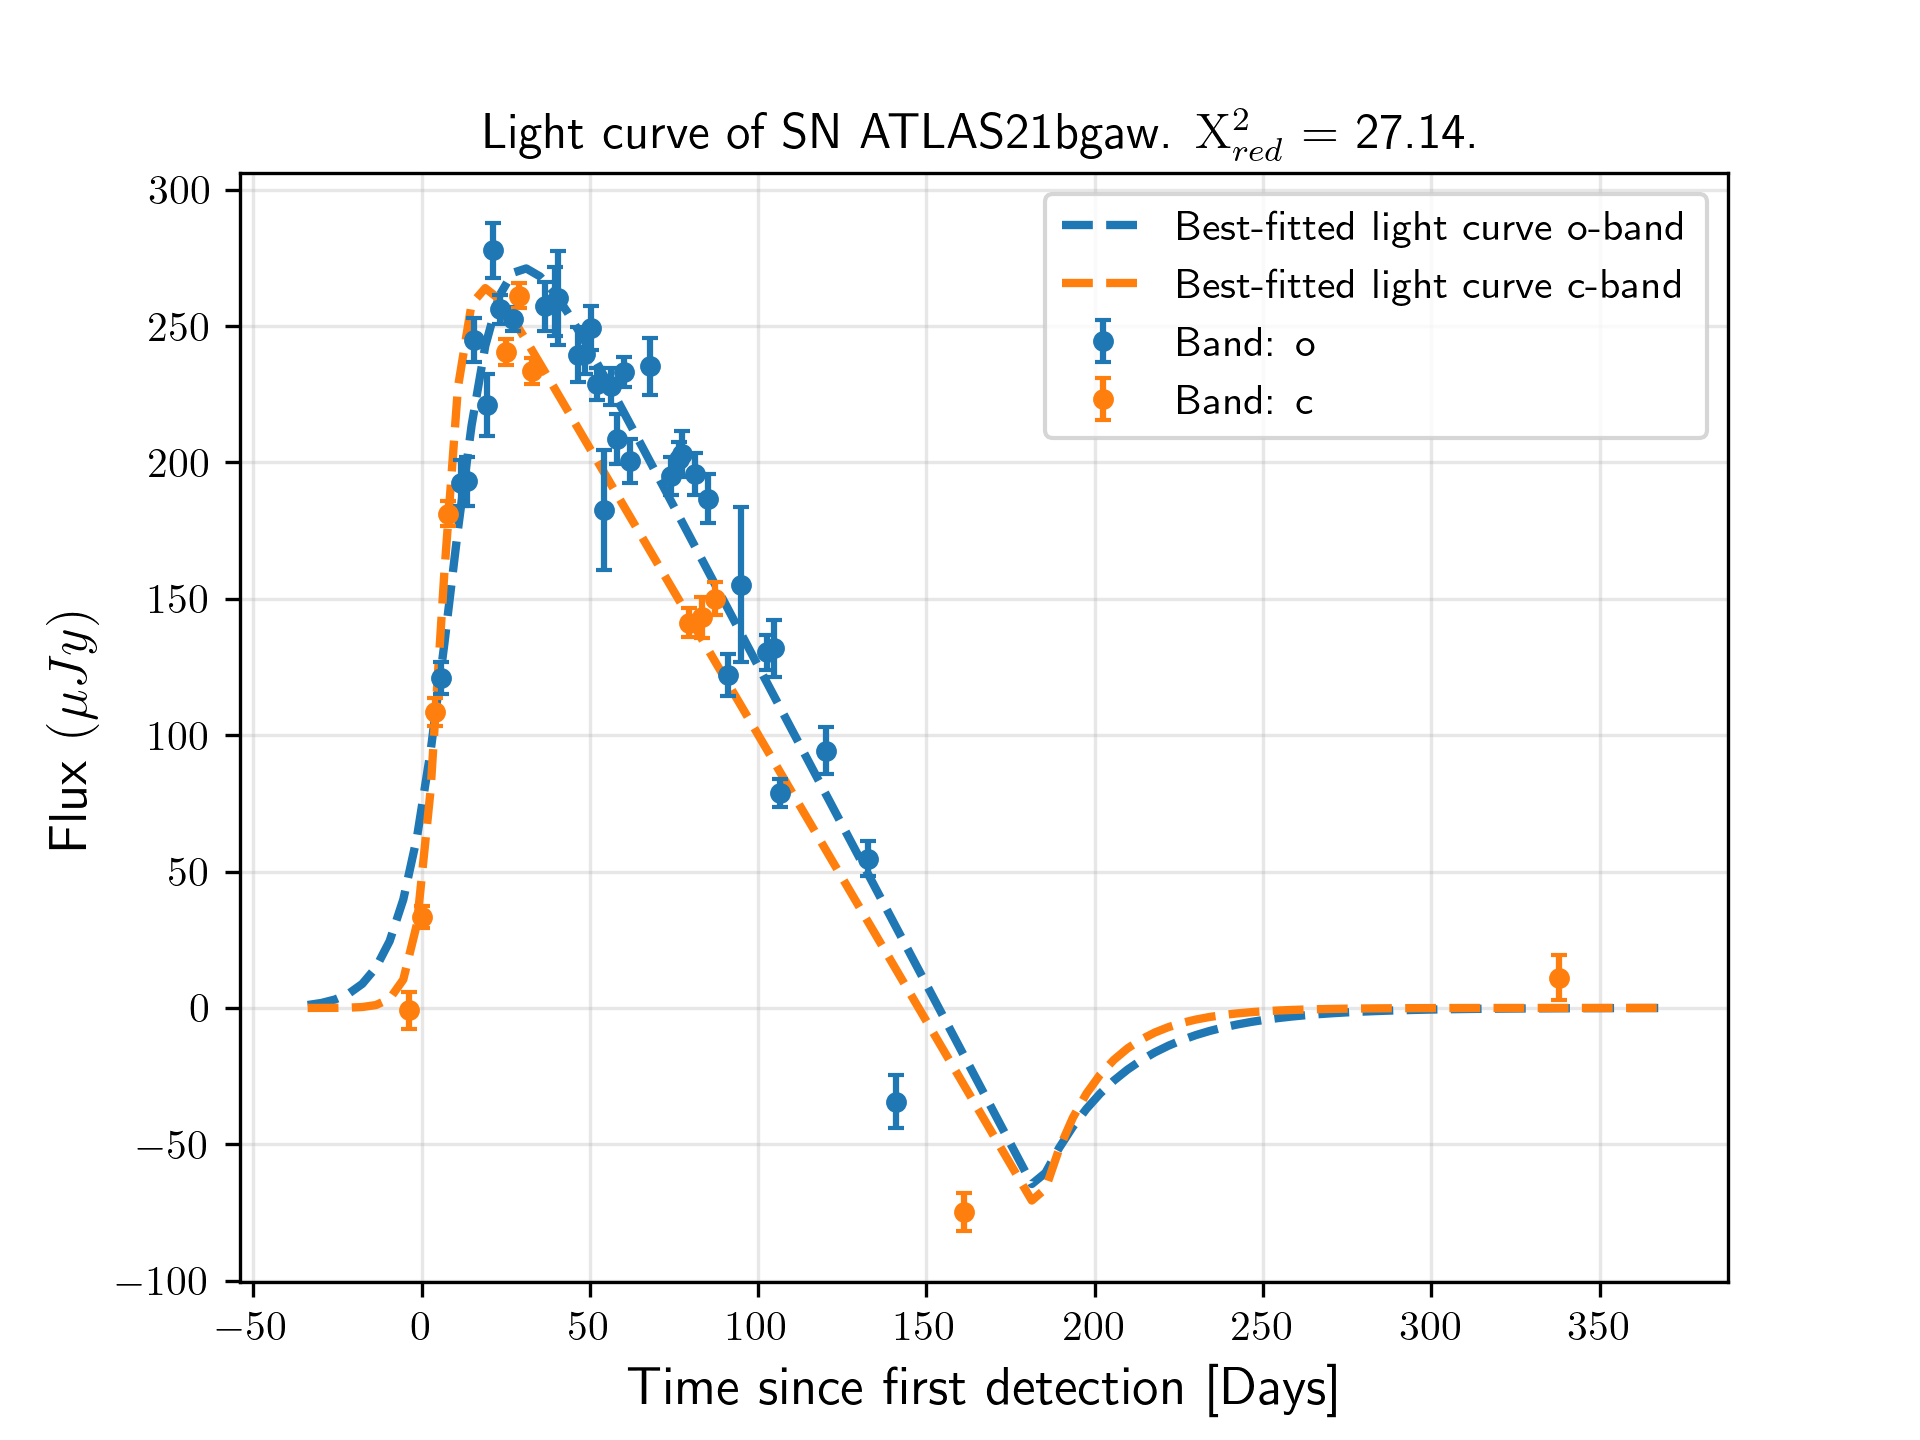 Light curve of SN ATLAS21bgaw. X²_red = 27.14.
Best-fitted light curve o-band
Best-fitted light curve c-band
Band: o
Band: c
Flux (μJy)
300
250
200
150
100
50
0
−50
−100
−50 0 50 100 150 200 250 300 350
Time since first detection [Days]